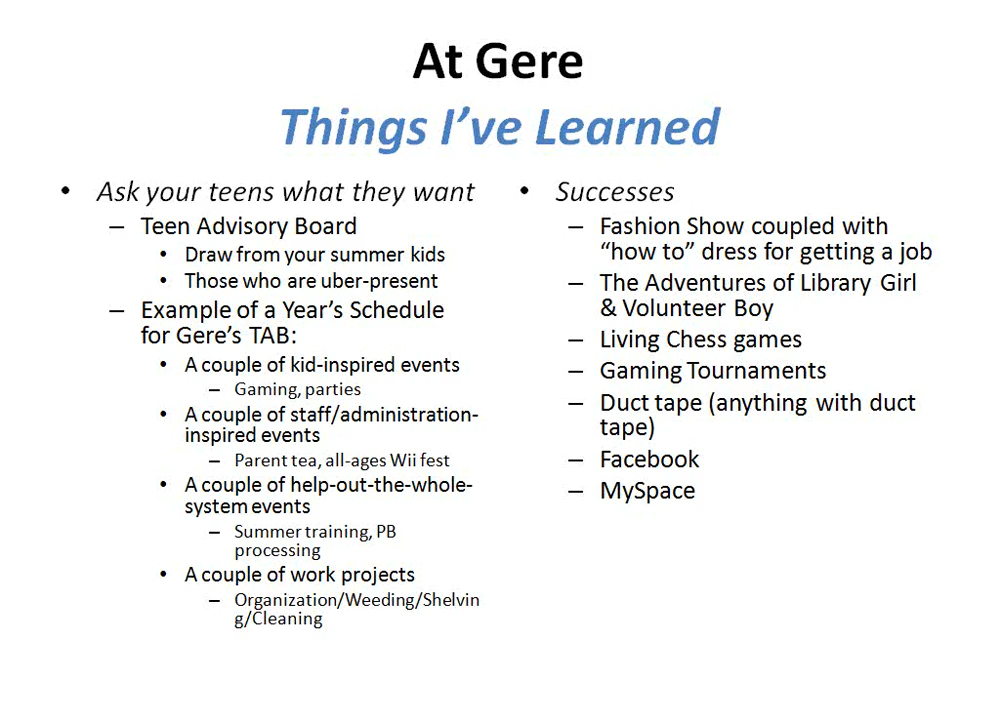 At Gere
Things I've Learned
• Ask your teens what they want
– Teen Advisory Board
• Draw from your summer kids
• Those who are uber-present
– Example of a Year's Schedule
for Gere's TAB:
• A couple of kid-inspired events
– Gaming, parties
• A couple of staff/administration-
inspired events
– Parent tea, all-ages Wii fest
• A couple of help-out-the-whole-
system events
– Summer training, PB
processing
• A couple of work projects
– Organization/Weeding/Shelvin
g/Cleaning
• Successes
– Fashion Show coupled with
“how to” dress for getting a job
– The Adventures of Library Girl
& Volunteer Boy
– Living Chess games
– Gaming Tournaments
– Duct tape (anything with duct
tape)
– Facebook
– MySpace